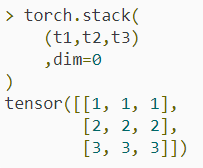 > torch.stack(
(t1,t2,t3)
,dim=0
)
tensor([[1, 1, 1],
[2, 2, 2],
[3, 3, 3]])